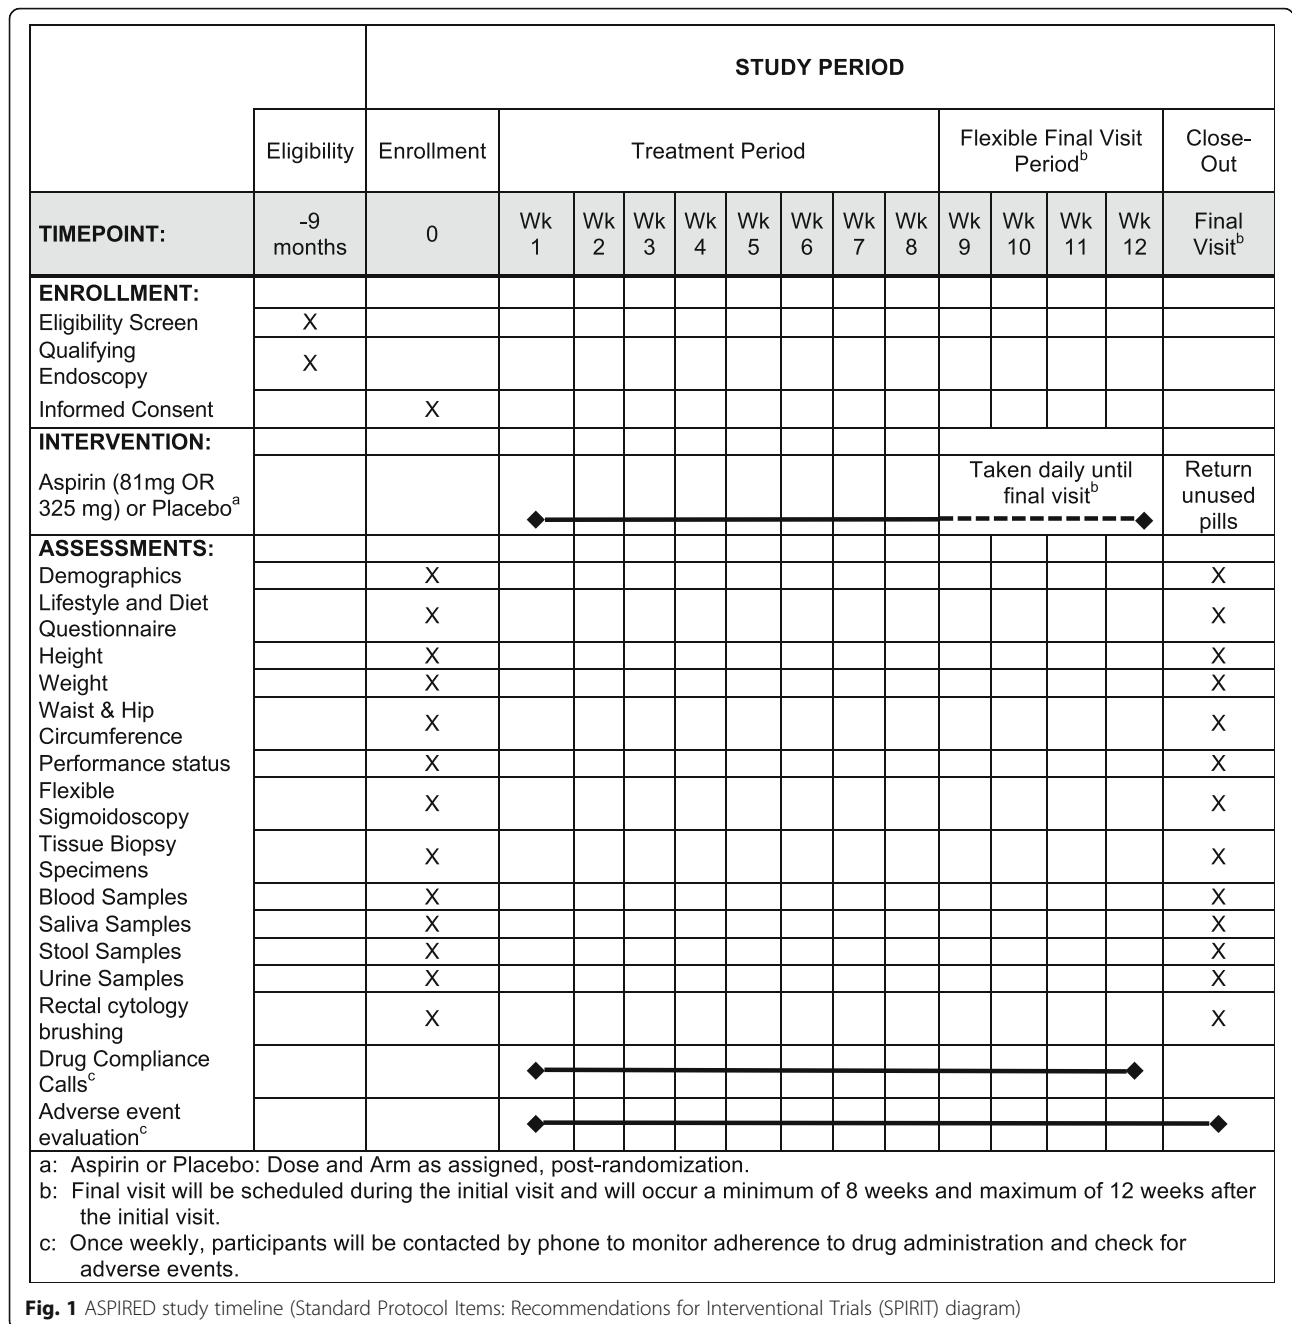 STUDY PERIOD
Eligibility Enrollment Treatment Period Flexible Final Visit Period^b Close-Out
TIMEPOINT: -9 months 0 Wk 1 Wk 2 Wk 3 Wk 4 Wk 5 Wk 6 Wk 7 Wk 8 Wk 9 Wk 10 Wk 11 Wk 12 Final Visit^b
ENROLLMENT:
Eligibility Screen X
Qualifying
Endoscopy X
Informed Consent X
INTERVENTION:
Aspirin (81mg OR
325 mg) or Placebo^a
Taken daily until
final visit^b
Return
unused
pills
ASSESSMENTS:
Demographics X X
Lifestyle and Diet
Questionnaire X X
Height X X
Weight X X
Waist & Hip
Circumference X X
Performance status X X
Flexible
Sigmoidoscopy X X
Tissue Biopsy
Specimens X X
Blood Samples X X
Saliva Samples X X
Stool Samples X X
Urine Samples X X
Rectal cytology
brushing X X
Drug Compliance
Calls^c
Adverse event
evaluation^c
a: Aspirin or Placebo: Dose and Arm as assigned, post-randomization.
b: Final visit will be scheduled during the initial visit and will occur a minimum of 8 weeks and maximum of 12 weeks after
the initial visit.
c: Once weekly, participants will be contacted by phone to monitor adherence to drug administration and check for
adverse events.
Fig. 1 ASPIRED study timeline (Standard Protocol Items: Recommendations for Interventional Trials (SPIRIT) diagram)